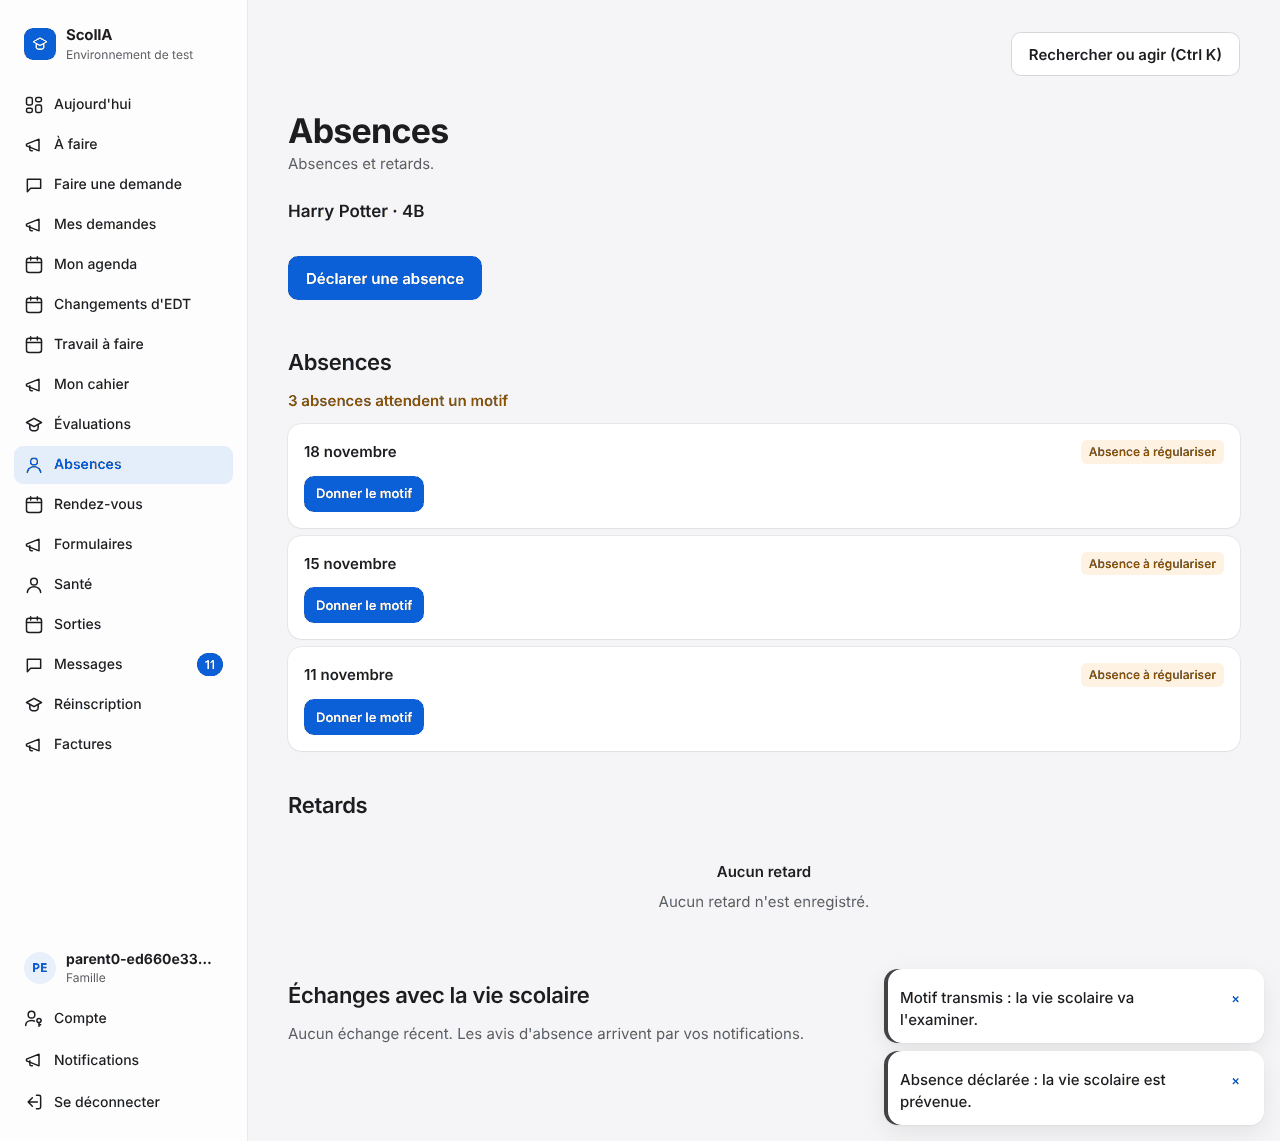 ScolIA
Environnement de test
Aujourd'hui
À faire
Faire une demande
Mes demandes
Mon agenda
Changements d'EDT
Travail à faire
Mon cahier
Évaluations
Absences
Rendez-vous
Formulaires
Santé
Sorties
Messages 11
Réinscription
Factures
PE
parent0-ed660e33...
Famille
Compte
Notifications
Se déconnecter
Rechercher ou agir (Ctrl K)
Absences
Absences et retards.
Harry Potter · 4B
Déclarer une absence
Absences
3 absences attendent un motif
18 novembre Absence à régulariser
Donner le motif
15 novembre Absence à régulariser
Donner le motif
11 novembre Absence à régulariser
Donner le motif
Retards
Aucun retard
Aucun retard n'est enregistré.
Échanges avec la vie scolaire
Aucun échange récent. Les avis d'absence arrivent par vos notifications.
Motif transmis : la vie scolaire va ×
l'examiner.
Absence déclarée : la vie scolaire est ×
prévenue.